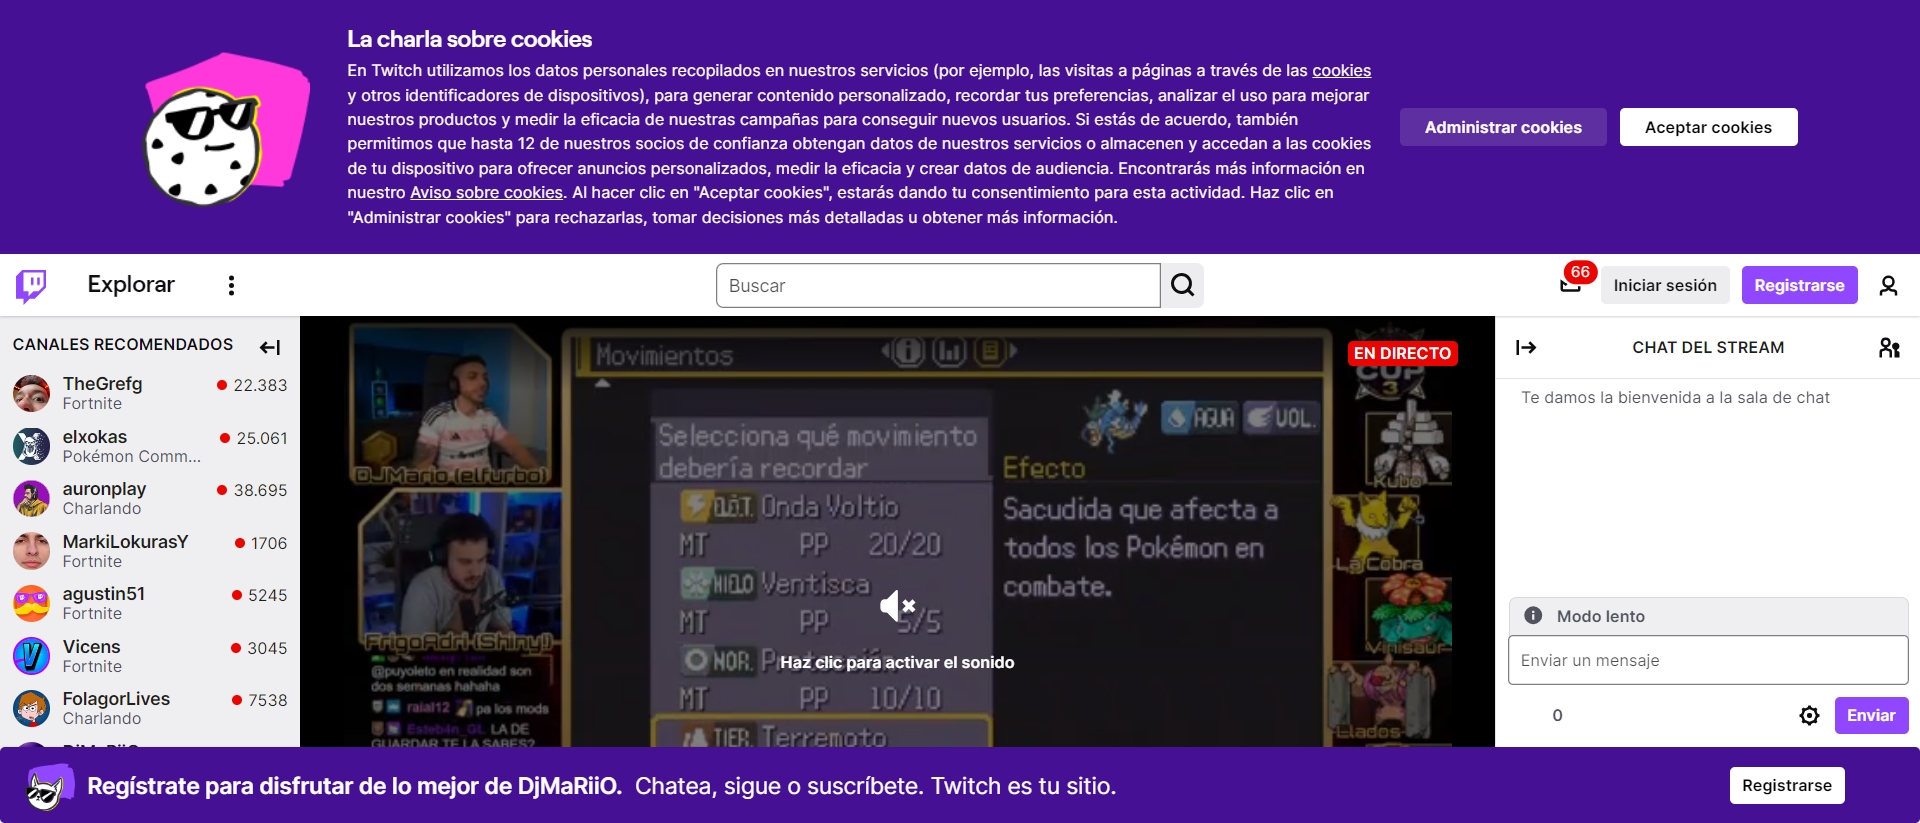 La charla sobre cookies
En Twitch utilizamos los datos personales recopilados en nuestros servicios (por ejemplo, las visitas a páginas a través de las cookies
y otros identificadores de dispositivos), para generar contenido personalizado, recordar tus preferencias, analizar el uso para mejorar
nuestros productos y medir la eficacia de nuestras campañas para conseguir nuevos usuarios. Si estás de acuerdo, también
permitimos que hasta 12 de nuestros socios de confianza obtengan datos de nuestros servicios o almacenen y accedan a las cookies
de tu dispositivo para ofrecer anuncios personalizados, medir la eficacia y crear datos de audiencia. Encontrarás más información en
nuestro Aviso sobre cookies. Al hacer clic en "Aceptar cookies", estarás dando tu consentimiento para esta actividad. Haz clic en
"Administrar cookies" para rechazarlas, tomar decisiones más detalladas u obtener más información.
Administrar cookies
Aceptar cookies
Explorar
Buscar
66
Iniciar sesión
Registrarse
CANALES RECOMENDADOS
TheGrefg 22.383
Fortnite
elxokas 25.061
Pokémon Comm...
auronplay 38.695
Charlando
MarkiLokurasY 1706
Fortnite
agustin51 5245
Fortnite
Vicens 3045
Fortnite
FolagorLives 7538
Charlando
Movimientos
EN DIRECTO
CUP
3
AGUA VOL.
Selecciona qué movimiento
debería recordar
Efecto
Sacudida que afecta a
todos los Pokémon en
combate.
ELÉT. Onda Voltio
MT PP 20/20
HIELO Ventisca
MT PP 5/5
NOR.
MT PP 10/10
TIER. Terremoto
Haz clic para activar el sonido
DJMario (elfurbo)
FrigoAdri (Shiny!)
@puyoleto en realidad son
dos semanas hahaha
raial12 pa los mods
Esteb4n_GL LA DE
GUARDAR TE LA SABES?
Kubo
La Cobra
Venisaur
Llados
CHAT DEL STREAM
Te damos la bienvenida a la sala de chat
Modo lento
Enviar un mensaje
0
Enviar
Regístrate para disfrutar de lo mejor de DjMaRiiO. Chatea, sigue o suscríbete. Twitch es tu sitio.
Registrarse